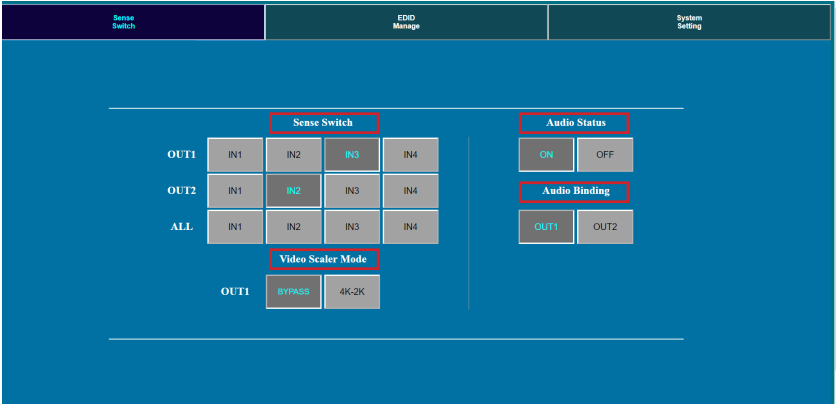 Sense
Switch
EDID
Manage
System
Setting
Sense Switch
OUT1 IN1 IN2 IN3 IN4
OUT2 IN1 IN2 IN3 IN4
ALL IN1 IN2 IN3 IN4
Video Scaler Mode
OUT1 BYPASS 4K-2K
Audio Status
ON OFF
Audio Binding
OUT1 OUT2